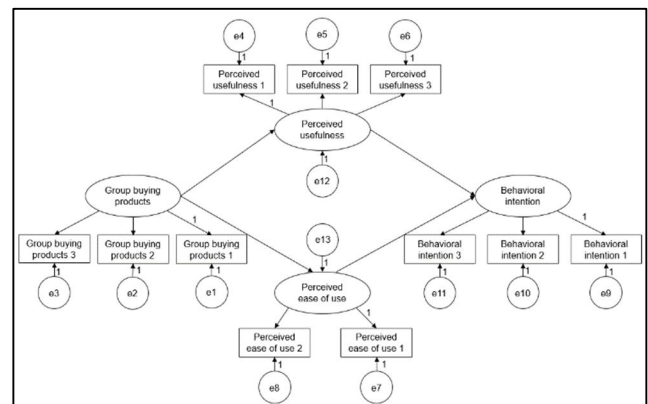 e4
e5
e6
1
1
1
Perceived
usefulness 1
Perceived
usefulness 2
Perceived
usefulness 3
1
Perceived
usefulness
1
e12
Group buying
products
Behavioral
intention
1
1
e13
1
Group buying
products 3
Group buying
products 2
Group buying
products 1
Behavioral
intention 3
Behavioral
intention 2
Behavioral
intention 1
1
1
1
1
1
1
e3
e2
e1
Perceived
ease of use
e11
e10
e9
1
Perceived
ease of use 2
Perceived
ease of use 1
1
1
e8
e7